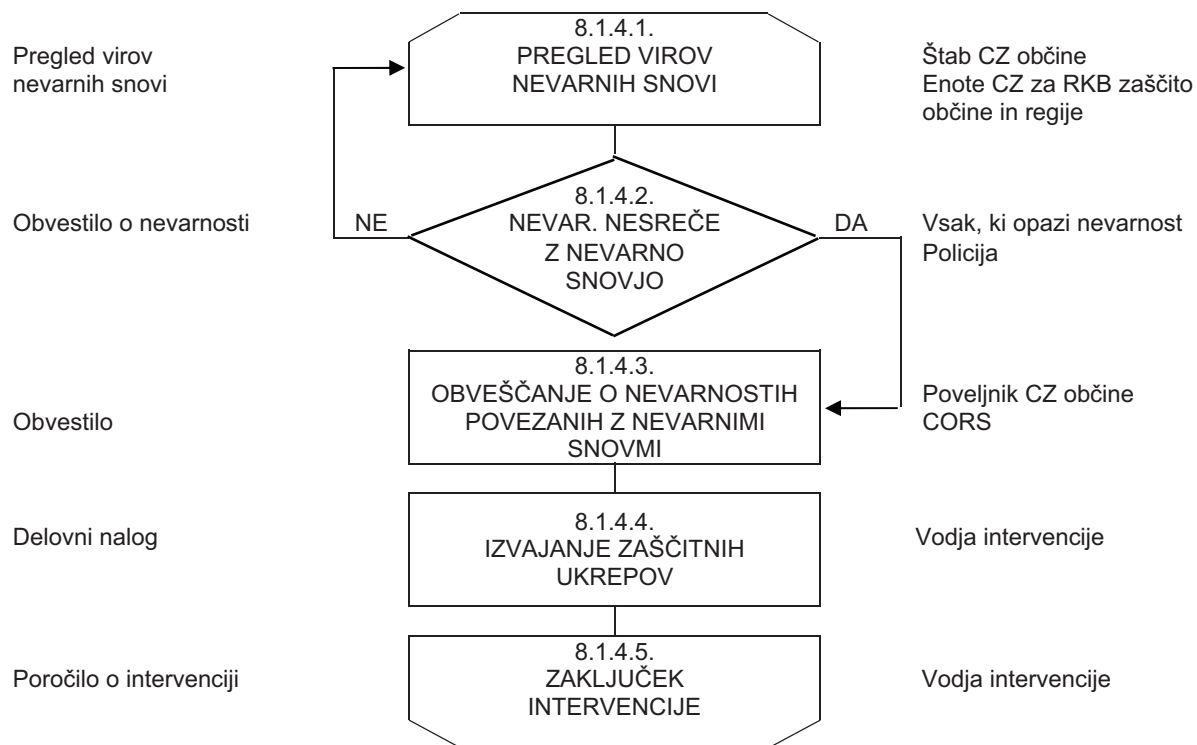 8.1.4.1.
Pregled virov
nevarnih snovi
PREGLED VIROV
NEVARNIH SNOVI
Štab CZ občine
Enote CZ za RKB zaščito
občine in regije
Obvestilo o nevarnosti
NE
8.1.4.2.
NEVAR. NESREČE
Z NEVARNO
SNOVJO
DA
Vsak, ki opazi nevarnost
Policija
Obvestilo
8.1.4.3.
OBVEŠČANJE O NEVARNOSTIH
POVEZANIH Z NEVARNIMI
SNOVMI
Poveljnik CZ občine
CORS
Delovni nalog
8.1.4.4.
IZVAJANJE ZAŠČITNIH
UKREPOV
Vodja intervencije
Poročilo o intervenciji
8.1.4.5.
ZAKLJUČEK
INTERVENCIJE
Vodja intervencije